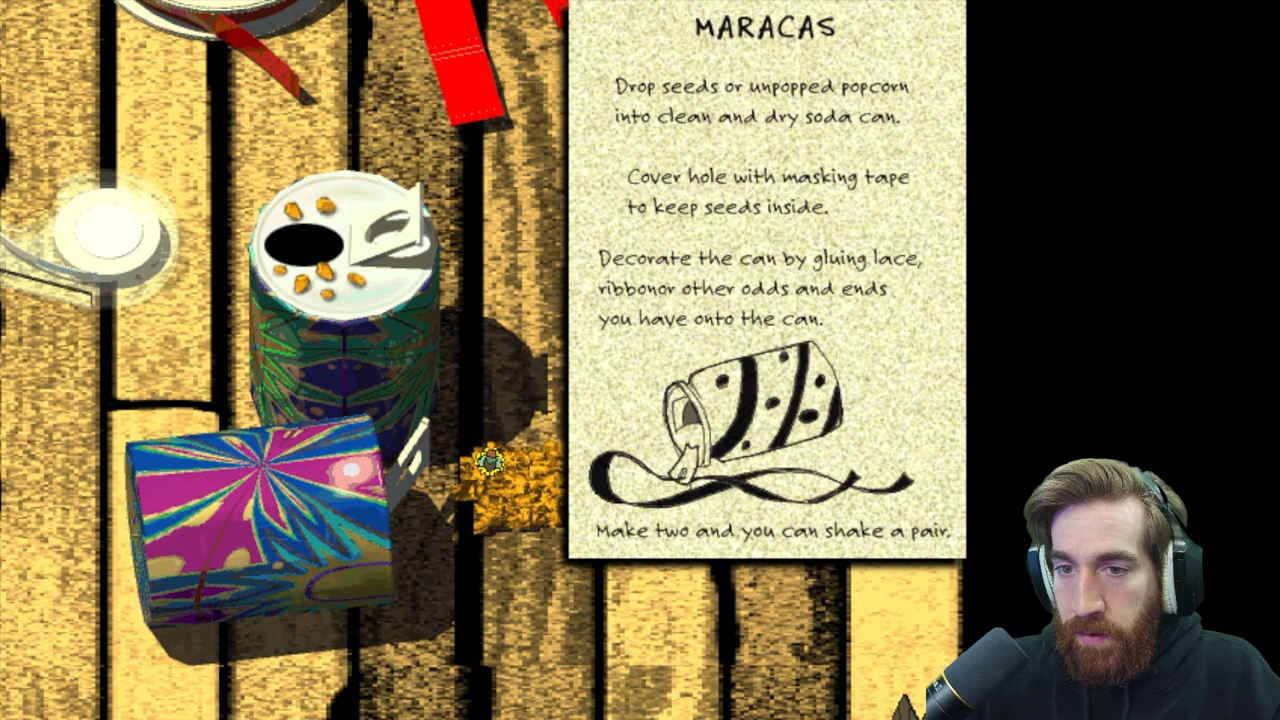 MARACAS
Drop seeds or unpopped popcorn
into clean and dry soda can.
Cover hole with masking tape
to keep seeds inside.
Decorate the can by gluing lace,
ribbonor other odds and ends
you have onto the can.
Make two and you can shake a pair.